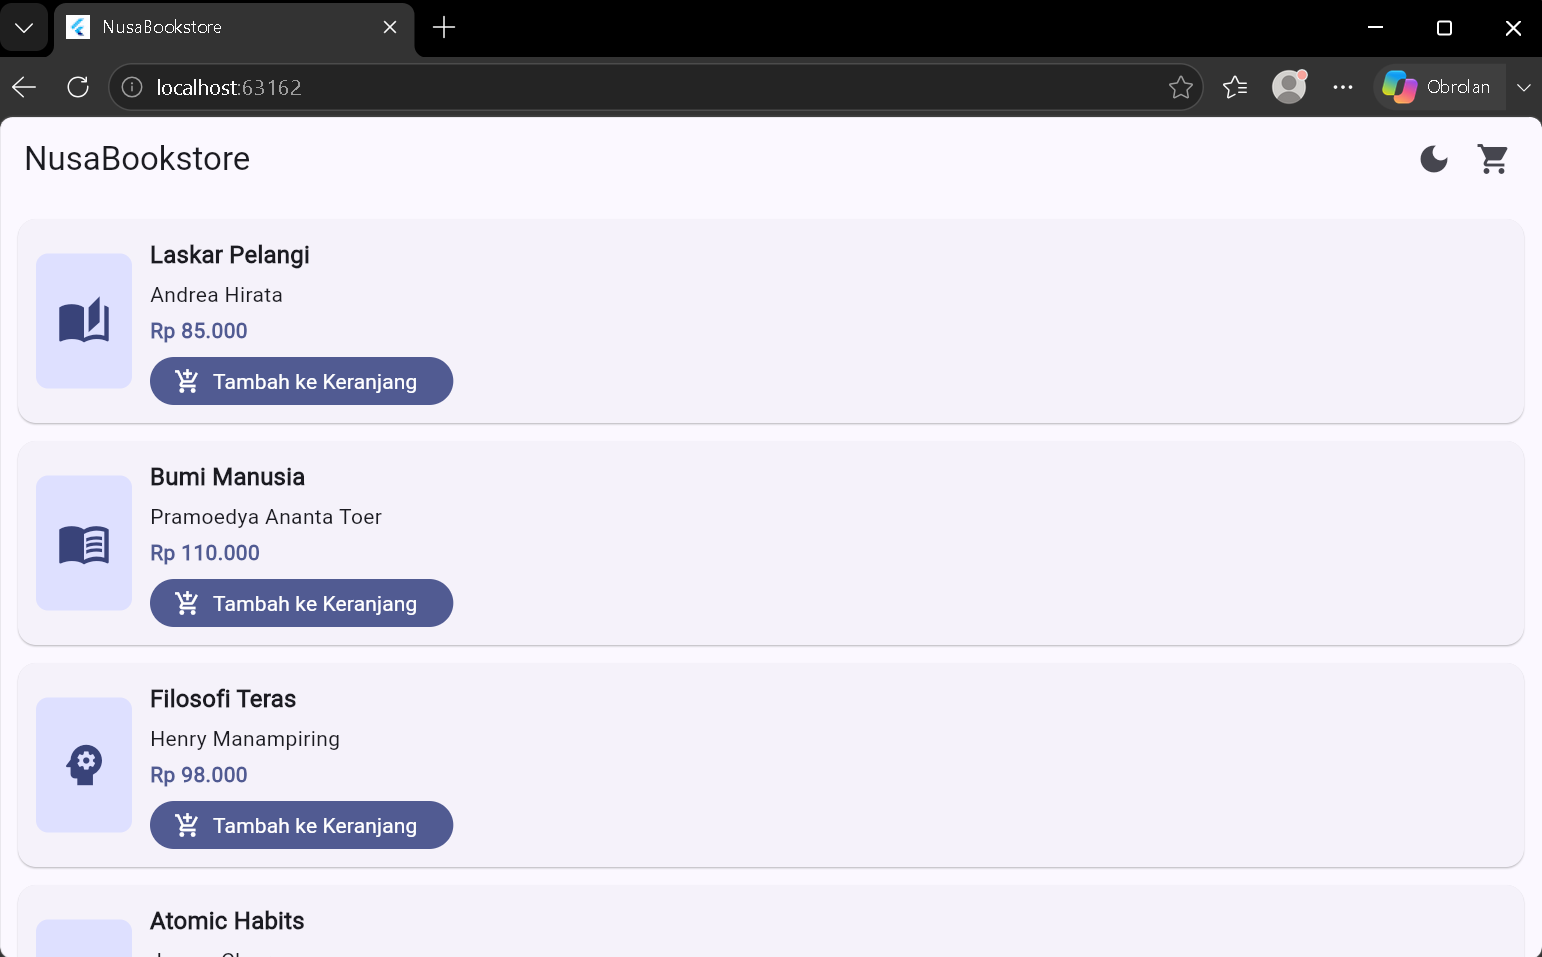 NusaBookstore
localhost:63162
Obrolan
NusaBookstore
Laskar Pelangi
Andrea Hirata
Rp 85.000
Tambah ke Keranjang
Bumi Manusia
Pramoedya Ananta Toer
Rp 110.000
Tambah ke Keranjang
Filosofi Teras
Henry Manampiring
Rp 98.000
Tambah ke Keranjang
Atomic Habits